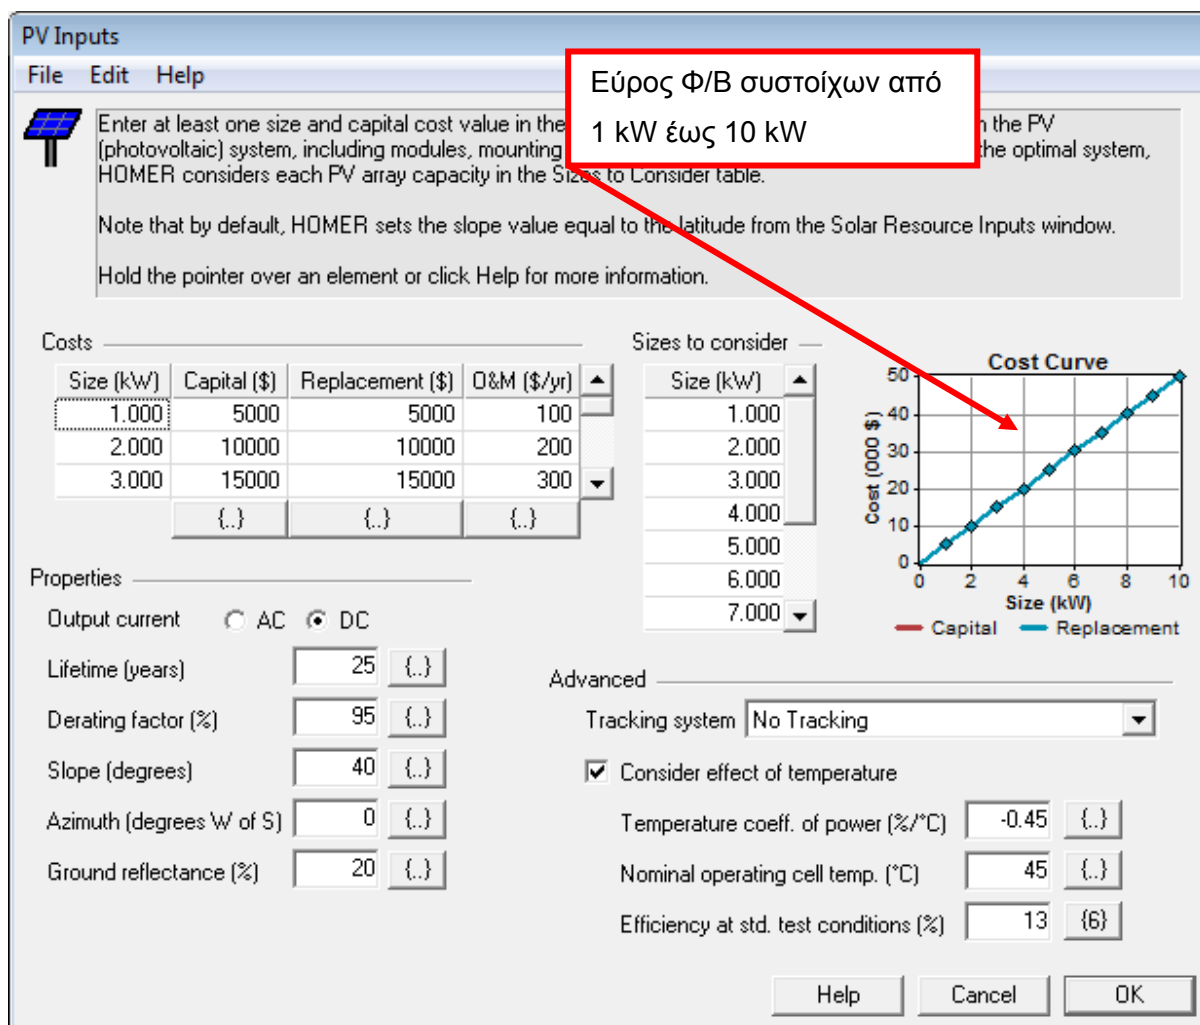 PV Inputs
File Edit Help
Εύρος Φ/Β συστοίχων από
1 kW έως 10 kW
Enter at least one size and capital cost value in the
n the PV
(photovoltaic) system, including modules, mounting
the optimal system,
HOMER considers each PV array capacity in the Sizes to Consider table.
Note that by default, HOMER sets the slope value equal to the latitude from the Solar Resource Inputs window.
Hold the pointer over an element or click Help for more information.
Costs
Size (kW) Capital ($) Replacement ($) O&M ($/yr)
1.000 5000 5000 100
2.000 10000 10000 200
3.000 15000 15000 300
{..} {..} {..}
Sizes to consider
Size (kW)
1.000
2.000
3.000
4.000
5.000
6.000
7.000
Cost Curve
Cost (000 $)
50
40
30
20
10
0
0 2 4 6 8 10
Size (kW)
Capital Replacement
Properties
Output current AC DC
Lifetime (years) 25 {..}
Derating factor (%) 95 {..}
Slope (degrees) 40 {..}
Azimuth (degrees W of S) 0 {..}
Ground reflectance (%) 20 {..}
Advanced
Tracking system No Tracking
Consider effect of temperature
Temperature coeff. of power (%/°C) -0.45 {..}
Nominal operating cell temp. (°C) 45 {..}
Efficiency at std. test conditions (%) 13 {6}
Help Cancel OK